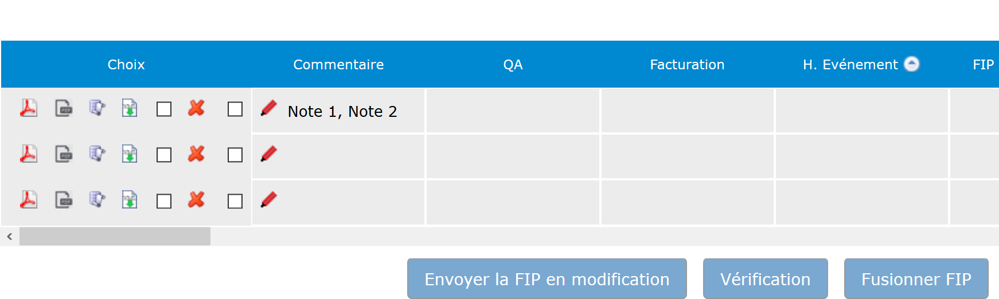 Choix Commentaire QA Facturation H. Evénement FIP
Note 1, Note 2
Envoyer la FIP en modification Vérification Fusionner FIP